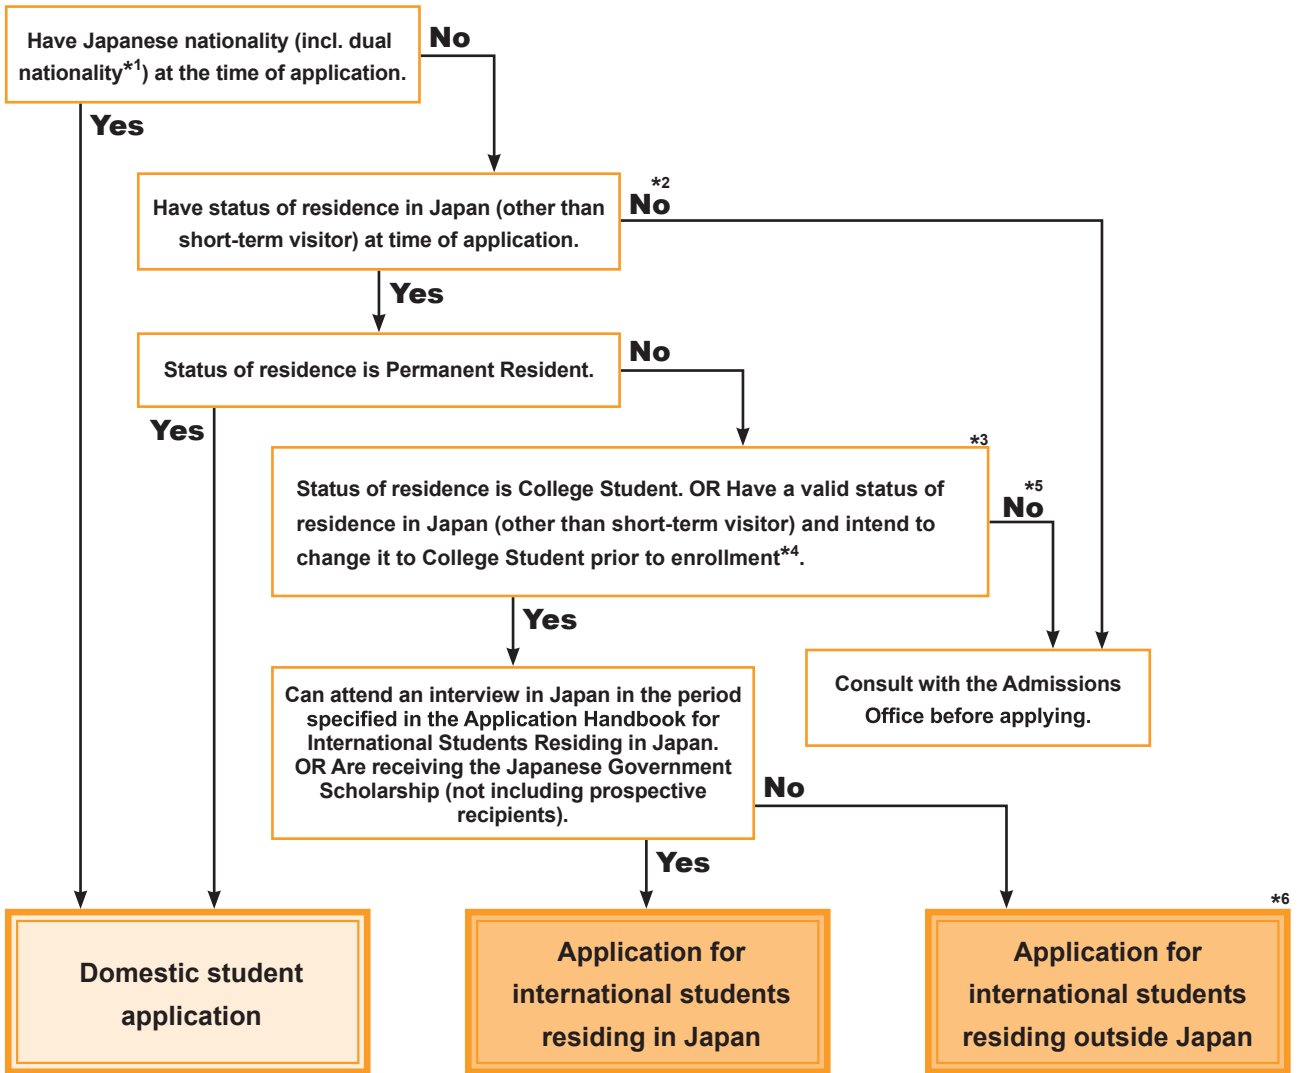 Have Japanese nationality (incl. dual
nationality*1) at the time of application.
No
Yes
Have status of residence in Japan (other than
short-term visitor) at time of application.
*2
No
Yes
Status of residence is Permanent Resident.
No
Yes
*3
Status of residence is College Student. OR Have a valid status of
residence in Japan (other than short-term visitor) and intend to
change it to College Student prior to enrollment*4.
*5
No
Yes
Consult with the Admissions
Office before applying.
Can attend an interview in Japan in the period
specified in the Application Handbook for
International Students Residing in Japan.
OR Are receiving the Japanese Government
Scholarship (not including prospective
recipients).
No
Yes
Domestic student
application
Application for
international students
residing in Japan
*6
Application for
international students
residing outside Japan